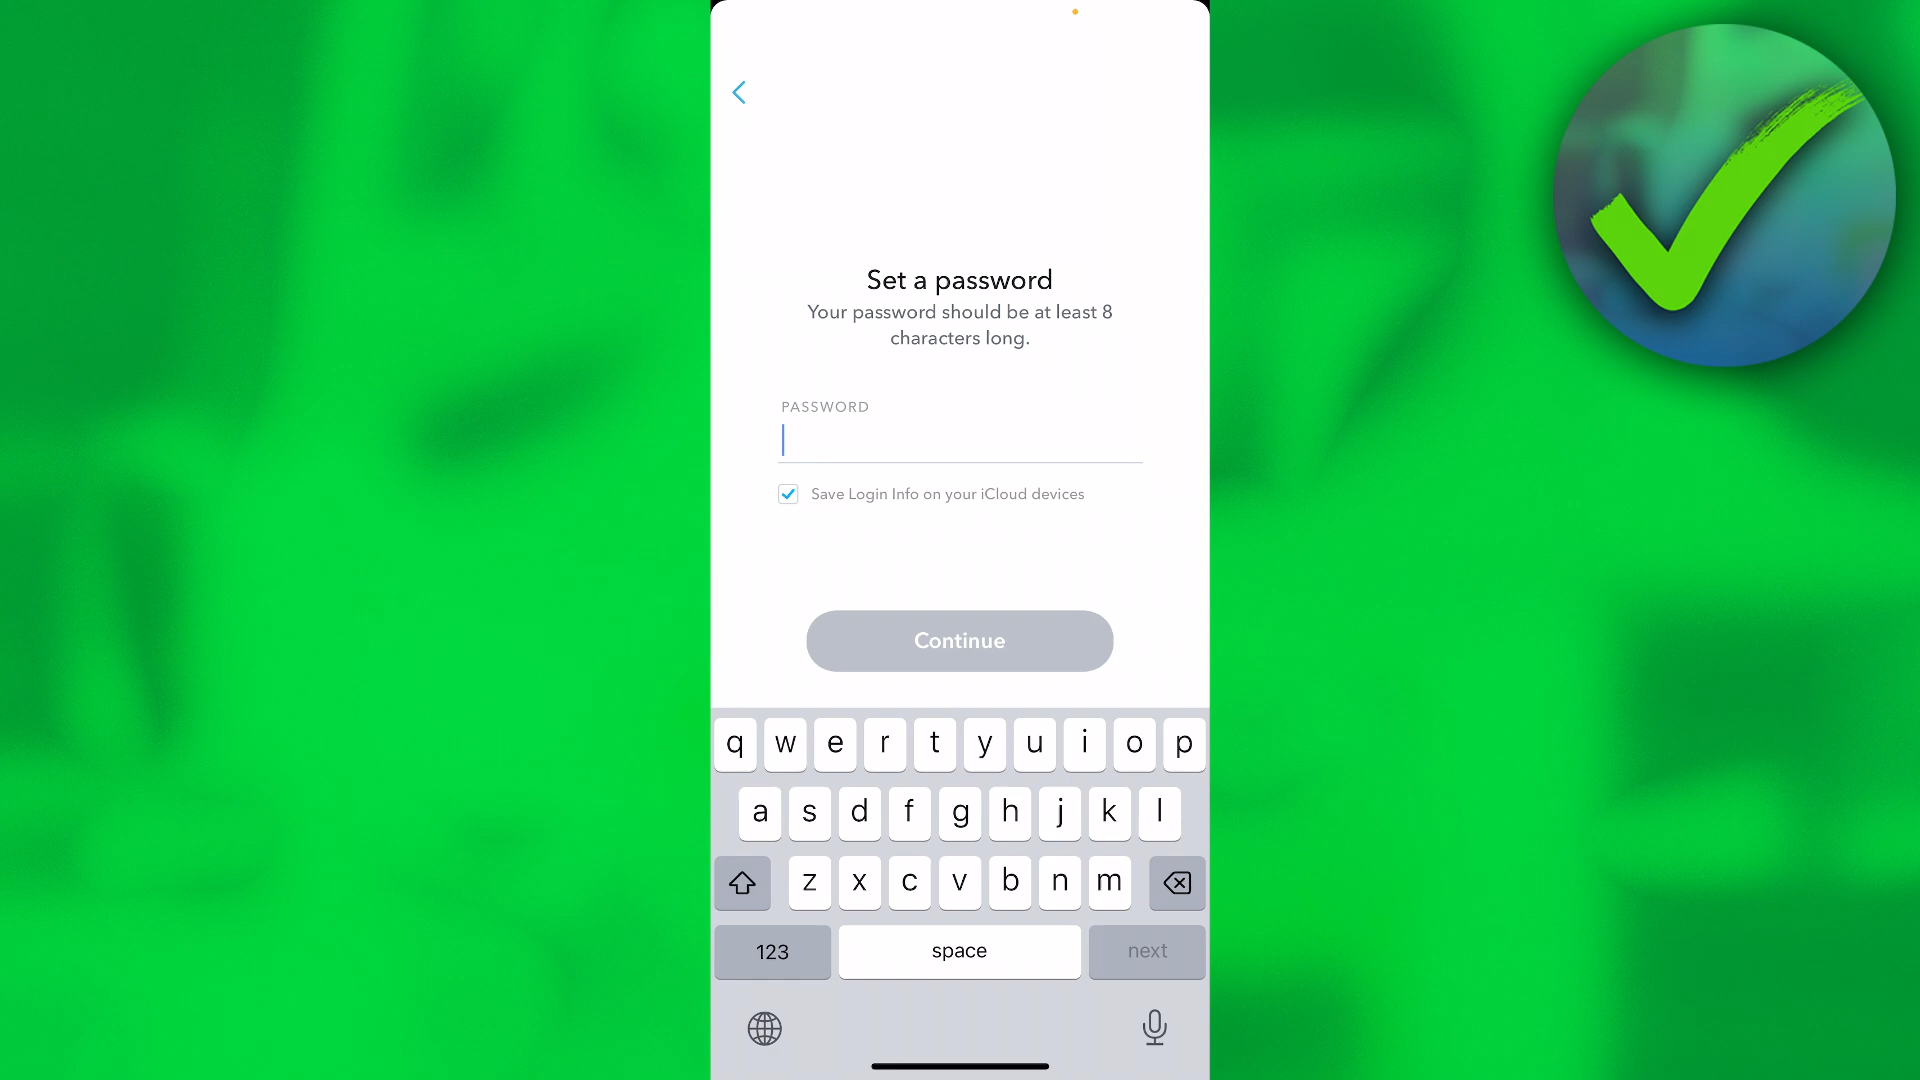 Set a password
Your password should be at least 8
characters long.
PASSWORD
Save Login Info on your iCloud devices
Continue
q w e r t y u i o p
a s d f g h j k l
z x c v b n m
123 space next